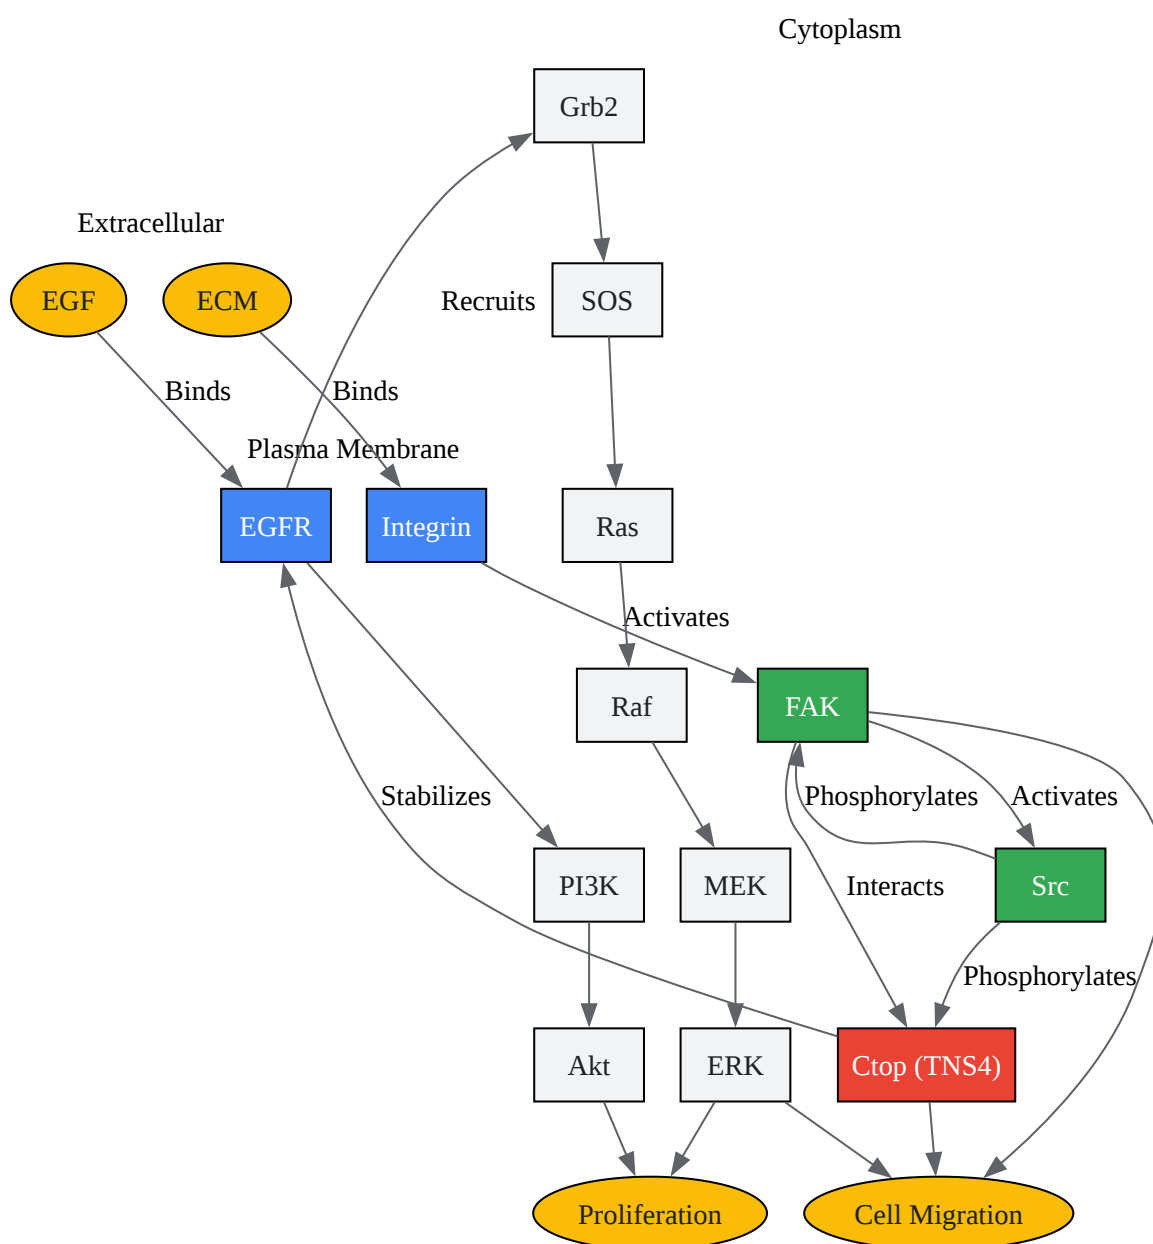 Cytoplasm
Grb2
Extracellular
EGF
ECM
Recruits
SOS
Binds
Binds
Plasma Membrane
EGFR
Integrin
Ras
Activates
Raf
FAK
Stabilizes
Phosphorylates
Activates
PI3K
MEK
Interacts
Src
Phosphorylates
Akt
ERK
Ctop (TNS4)
Proliferation
Cell Migration